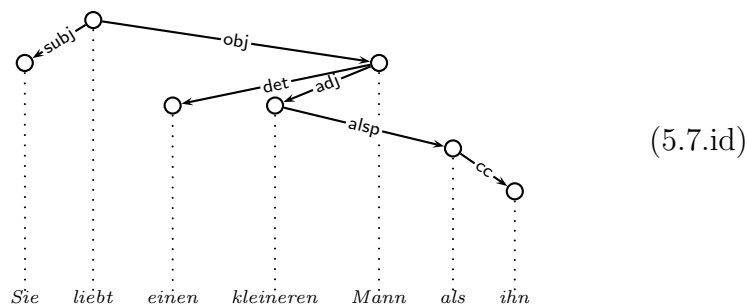 subj
obj
det
adj
alsp
cc
(5.7.id)
Sie liebt einen kleineren Mann als ihn